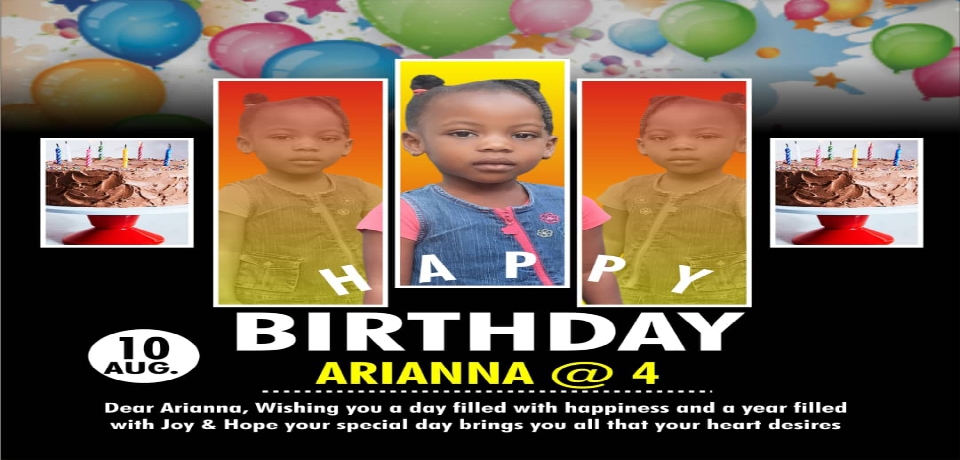 HAPPY
BIRTHDAY
10
AUG.
ARIANNA @ 4
Dear Arianna, Wishing you a day filled with happiness and a year filled
with Joy & Hope your special day brings you all that your heart desires